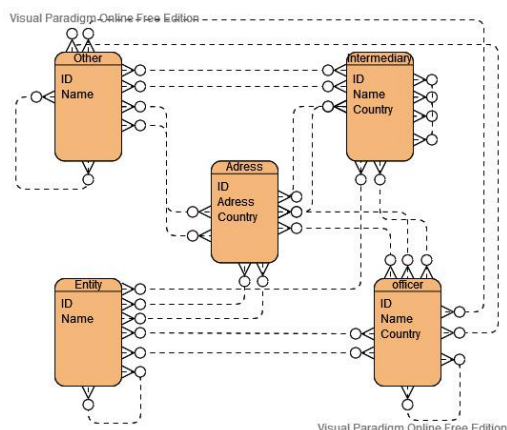 Visual Paradigm Online Free Edition
Other
ID
Name
Intermediary
ID
Name
Country
Adress
ID
Adress
Country
Entity
ID
Name
officer
ID
Name
Country
Visual Paradigm Online Free Edition